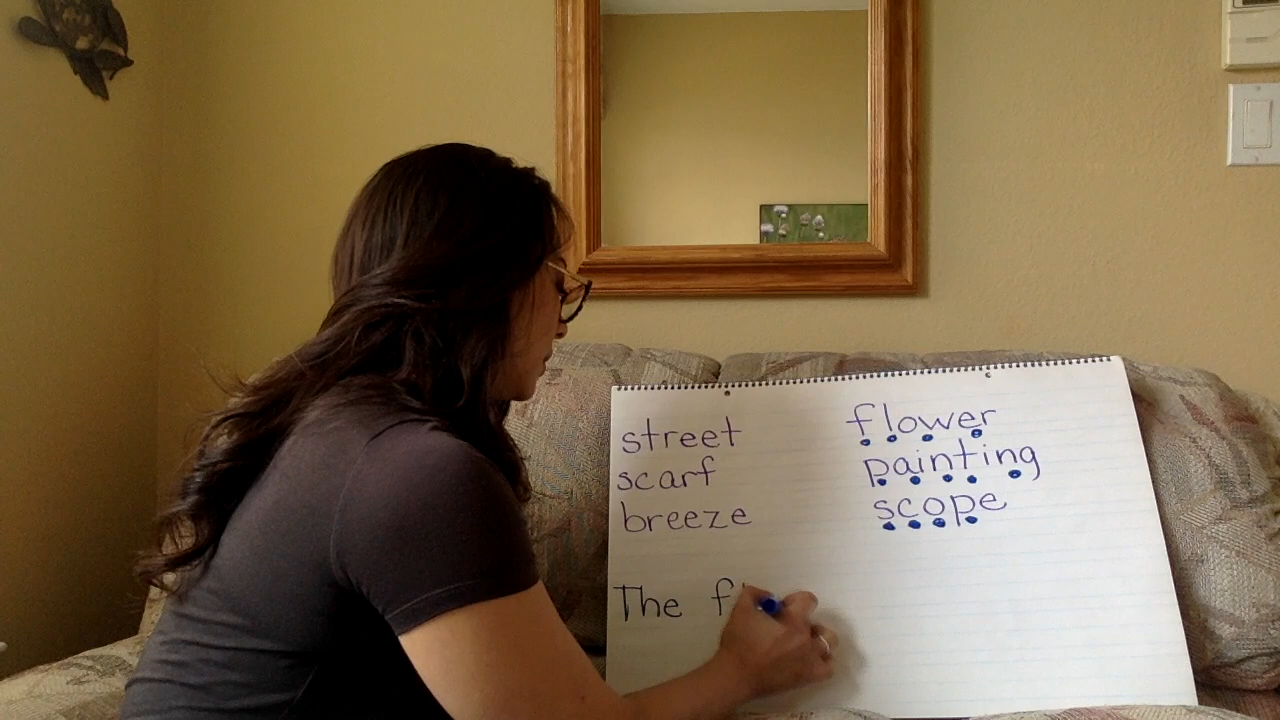 street
scarf
breeze
flower
painting
scope
The f